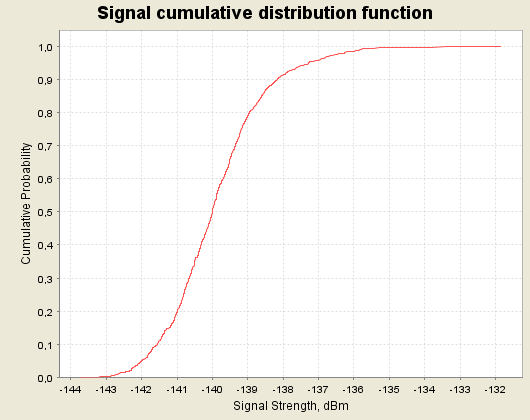 Signal cumulative distribution function
Cumulative Probability
1,0
0,9
0,8
0,7
0,6
0,5
0,4
0,3
0,2
0,1
0,0
-144 -143 -142 -141 -140 -139 -138 -137 -136 -135 -134 -133 -132
Signal Strength, dBm